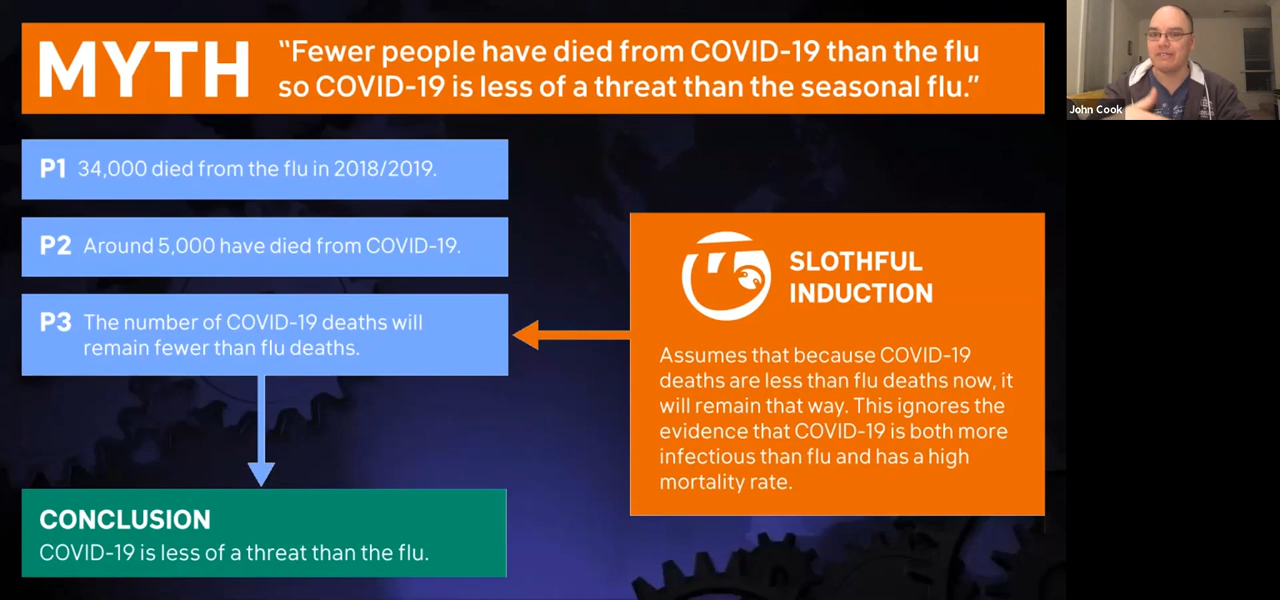 MYTH
“Fewer people have died from COVID-19 than the flu
so COVID-19 is less of a threat than the seasonal flu.”
John Cook
P1 34,000 died from the flu in 2018/2019.
P2 Around 5,000 have died from COVID-19.
P3 The number of COVID-19 deaths will
remain fewer than flu deaths.
SLOTHFUL
INDUCTION
Assumes that because COVID-19
deaths are less than flu deaths now, it
will remain that way. This ignores the
evidence that COVID-19 is both more
infectious than flu and has a high
mortality rate.
CONCLUSION
COVID-19 is less of a threat than the flu.